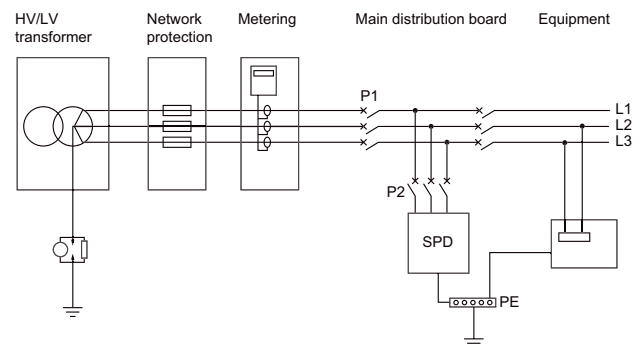 HV/LV
transformer
Network
protection
Metering
Main distribution board
Equipment
P1
L1
L2
L3
P2
SPD
PE